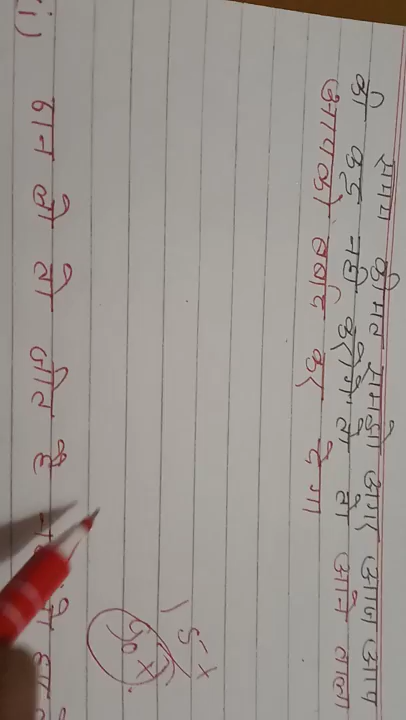 समय कीमत समझो अगर आज आप
की कद्र नही करोगे तो ते आने वाला
आपको बर्बाद कर देगा
15+
50+
i) ठान लो तो जीत है